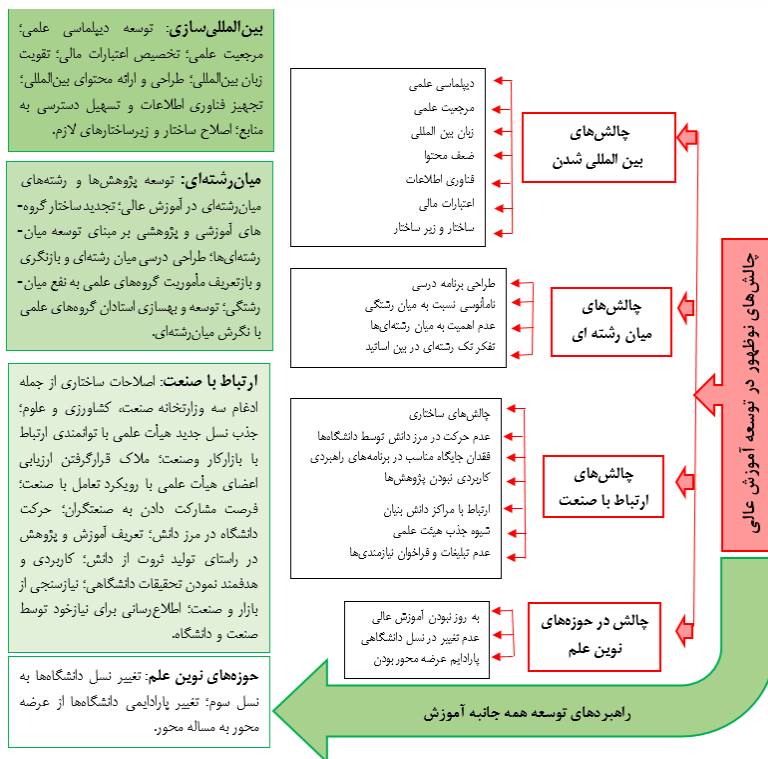 چالش‌های نوظهور در توسعه آموزش عالی
چالش‌های
بین المللی شدن
دیپلماسی علمی
مرجعیت علمی
زبان بین المللی
ضعف محتوا
فناوری اطلاعات
اعتبارات مالی
ساختار و زیر ساختار
چالش‌های
میان رشته ای
طراحی برنامه درسی
نامأنوسی نسبت به میان رشتگی
عدم اهمیت به میان رشته‌ای‌ها
تفکر تک رشته‌ای در بین اساتید
چالش‌های
ارتباط با صنعت
چالش‌های ساختاری
عدم حرکت در مرز دانش توسط دانشگاه‌ها
فقدان جایگاه مناسب در برنامه‌های راهبردی
کاربردی نبودن پژوهش‌ها
ارتباط با مراکز دانش بنیان
شیوه جذب هیئت علمی
عدم تبلیغات و فراخوان نیازمندی‌ها
چالش در حوزه‌های
نوین علم
به روز نبودن آموزش عالی
عدم تغییر در نسل دانشگاهی
پارادایم عرضه محور بودن
راهبردهای توسعه همه جانبه آموزش
بین‌المللی‌سازی: توسعه دیپلماسی علمی؛
مرجعیت علمی؛ تخصیص اعتبارات مالی؛ تقویت
زبان بین‌المللی؛ طراحی و ارائه محتوای بین‌المللی؛
تجهیز فناوری اطلاعات و تسهیل دسترسی به
منابع؛ اصلاح ساختار و زیرساختارهای لازم.
میان‌رشته‌ای: توسعه پژوهش‌ها و رشته‌های
میان‌رشته‌ای در آموزش عالی؛ تجدید ساختار گروه-
های آموزشی و پژوهشی بر مبنای توسعه میان-
رشته‌ای‌ها؛ طراحی درسی میان رشته‌ای و بازنگری
و بازتعریف مأموریت گروه‌های علمی به نفع میان-
رشتگی؛ توسعه و بهسازی استادان گروه‌های علمی
با نگرش میان‌رشته‌ای.
ارتباط با صنعت: اصلاحات ساختاری از جمله
ادغام سه وزارتخانه صنعت، کشاورزی و علوم؛
جذب نسل جدید هیأت علمی با توانمندی ارتباط
با بازارکار وصنعت؛ ملاک قرارگرفتن ارزیابی
اعضای هیأت علمی با رویکرد تعامل با صنعت؛
فرصت مشارکت دادن به صنعتگران؛ حرکت
دانشگاه در مرز دانش؛ تعریف آموزش و پژوهش
در راستای تولید ثروت از دانش؛ کاربردی و
هدفمند نمودن تحقیقات دانشگاهی؛ نیازسنجی از
بازار و صنعت؛ اطلاع‌رسانی برای نیازخود توسط
صنعت و دانشگاه.
حوزه‌های نوین علم: تغییر نسل دانشگاه‌ها به
نسل سوم؛ تغییر پارادایمی دانشگاه‌ها از عرضه
محور به مساله محور.